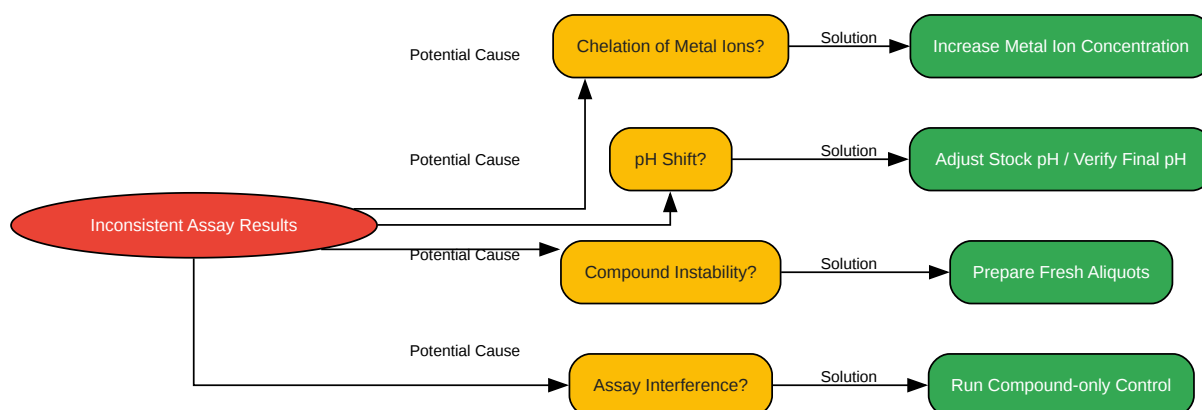 Potential Cause
Chelation of Metal Ions?
Solution
Increase Metal Ion Concentration
Potential Cause
pH Shift?
Solution
Adjust Stock pH / Verify Final pH
Inconsistent Assay Results
Potential Cause
Compound Instability?
Solution
Prepare Fresh Aliquots
Potential Cause
Assay Interference?
Solution
Run Compound-only Control